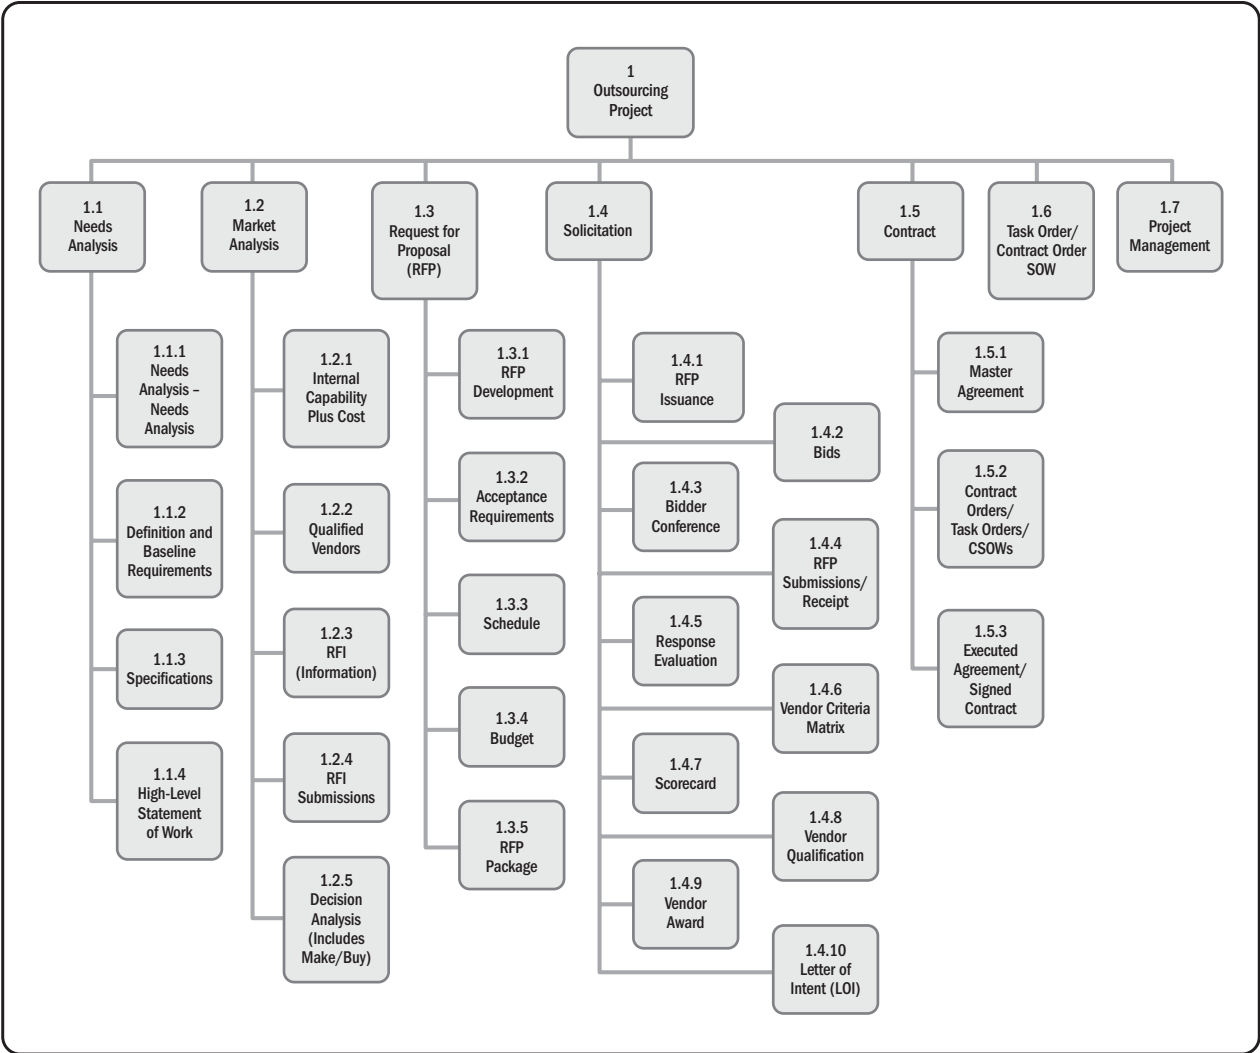 1
Outsourcing
Project
1.1
Needs
Analysis
1.2
Market
Analysis
1.3
Request for
Proposal
(RFP)
1.4
Solicitation
1.5
Contract
1.6
Task Order/
Contract Order
SOW
1.7
Project
Management
1.1.1
Needs
Analysis –
Needs
Analysis
1.1.2
Definition and
Baseline
Requirements
1.1.3
Specifications
1.1.4
High-Level
Statement
of Work
1.2.1
Internal
Capability
Plus Cost
1.2.2
Qualified
Vendors
1.2.3
RFI
(Information)
1.2.4
RFI
Submissions
1.2.5
Decision
Analysis
(Includes
Make/Buy)
1.3.1
RFP
Development
1.3.2
Acceptance
Requirements
1.3.3
Schedule
1.3.4
Budget
1.3.5
RFP
Package
1.4.1
RFP
Issuance
1.4.2
Bids
1.4.3
Bidder
Conference
1.4.4
RFP
Submissions/
Receipt
1.4.5
Response
Evaluation
1.4.6
Vendor Criteria
Matrix
1.4.7
Scorecard
1.4.8
Vendor
Qualification
1.4.9
Vendor
Award
1.4.10
Letter of
Intent (LOI)
1.5.1
Master
Agreement
1.5.2
Contract
Orders/
Task Orders/
CSOWs
1.5.3
Executed
Agreement/
Signed
Contract